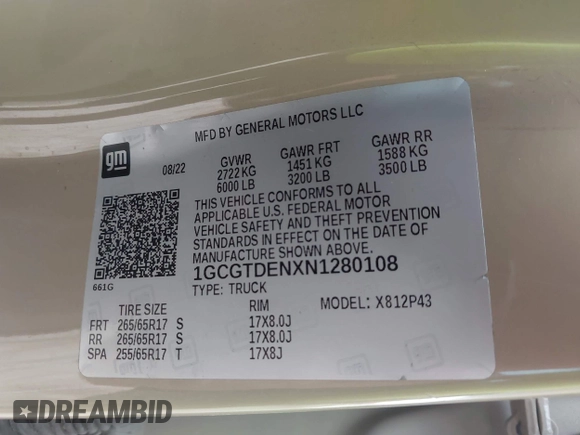 MFD BY GENERAL MOTORS LLC
gm
08/22
GVWR GAWR FRT GAWR RR
2722 KG 1451 KG 1588 KG
6000 LB 3200 LB 3500 LB
THIS VEHICLE CONFORMS TO ALL
APPLICABLE U.S. FEDERAL MOTOR
VEHICLE SAFETY AND THEFT PREVENTION
STANDARDS IN EFFECT ON THE DATE OF
MANUFACTURE SHOWN ABOVE.
1GCGTDENXN1280108
661G
TYPE: TRUCK
MODEL: X812P43
TIRE SIZE RIM
FRT 265/65R17 S 17X8.0J
RR 265/65R17 S 17X8.0J
SPA 255/65R17 T 17X8J
DREAMBID